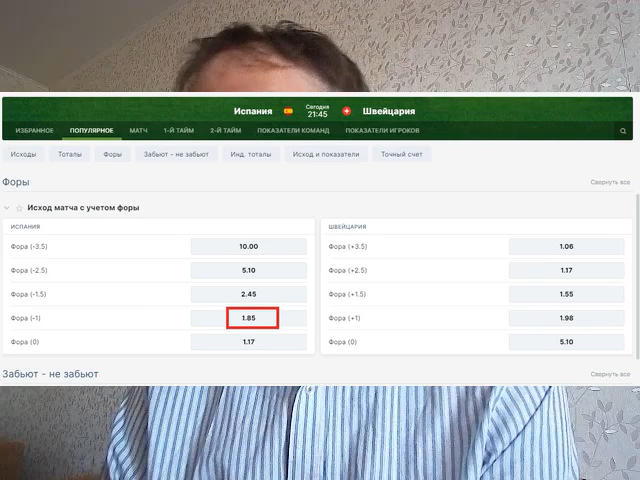 Испания Сегодня 21:45 Швейцария
ИЗБРАННОЕ ПОПУЛЯРНОЕ МАТЧ 1-Й ТАЙМ 2-Й ТАЙМ ПОКАЗАТЕЛИ КОМАНД ПОКАЗАТЕЛИ ИГРОКОВ
Исходы Тоталы Форы Забьют - не забьют Инд. тоталы Исход и показатели Точный счет
Форы Свернуть все
Исход матча с учетом форы
ИСПАНИЯ
Фора (-3.5) 10.00
Фора (-2.5) 5.10
Фора (-1.5) 2.45
Фора (-1) 1.85
Фора (0) 1.17
ШВЕЙЦАРИЯ
Фора (+3.5) 1.06
Фора (+2.5) 1.17
Фора (+1.5) 1.55
Фора (+1) 1.98
Фора (0) 5.10
Забьют - не забьют Свернуть все